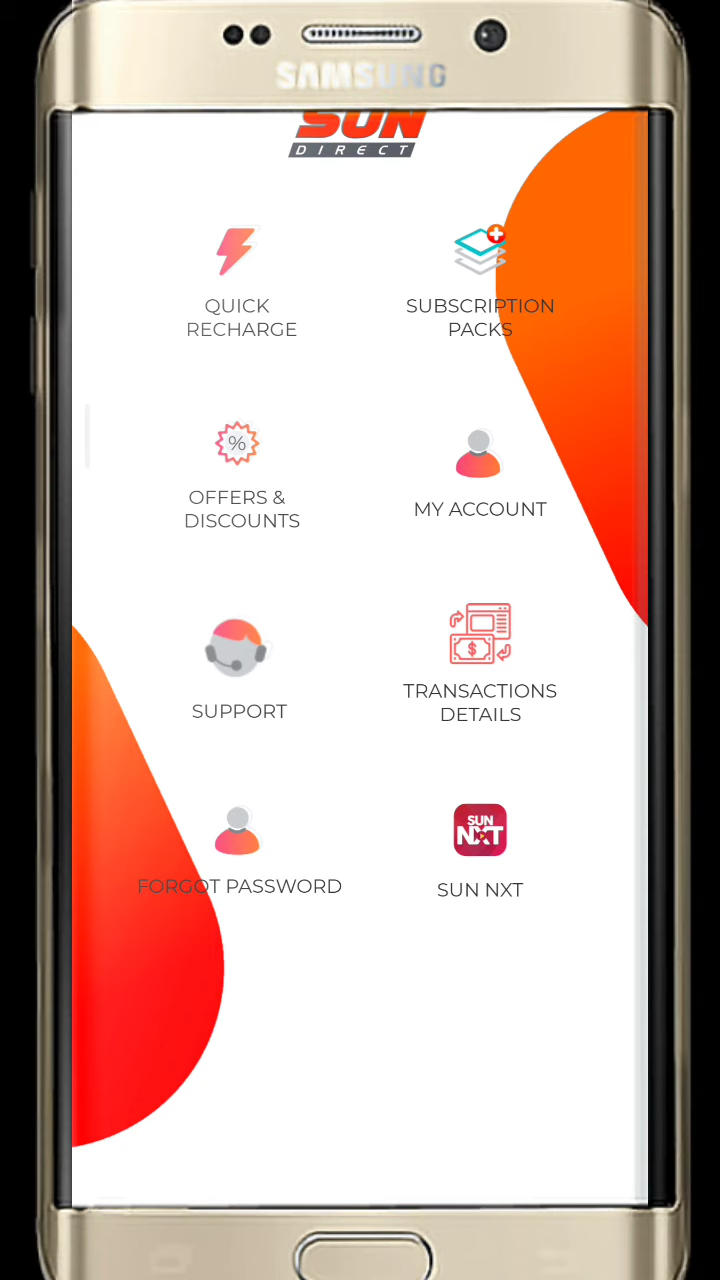 SAMSUNG
SUN
DIRECT
QUICK
RECHARGE
SUBSCRIPTION
PACKS
%
OFFERS &
DISCOUNTS
MY ACCOUNT
$
SUPPORT
TRANSACTIONS
DETAILS
SUN
NXT
FORGOT PASSWORD
SUN NXT